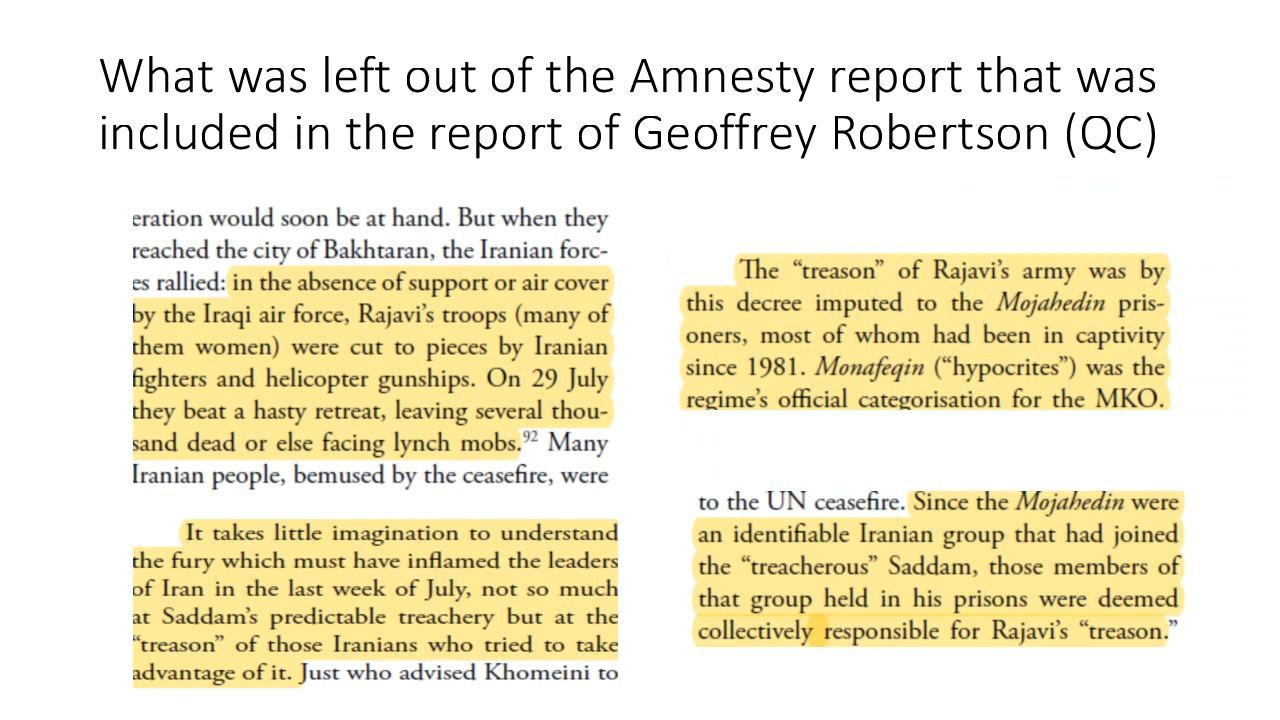 What was left out of the Amnesty report that was
included in the report of Geoffrey Robertson (QC)
eration would soon be at hand. But when they
reached the city of Bakhtaran, the Iranian forc-
es rallied: in the absence of support or air cover
by the Iraqi air force, Rajavi's troops (many of
them women) were cut to pieces by Iranian
fighters and helicopter gunships. On 29 July
they beat a hasty retreat, leaving several thou-
sand dead or else facing lynch mobs.92 Many
Iranian people, bemused by the ceasefire, were
It takes little imagination to understand
the fury which must have inflamed the leaders
of Iran in the last week of July, not so much
at Saddam's predictable treachery but at the
“treason” of those Iranians who tried to take
advantage of it. Just who advised Khomeini to
The “treason” of Rajavi's army was by
this decree imputed to the Mojahedin pris-
oners, most of whom had been in captivity
since 1981. Monafeqin (“hypocrites”) was the
regime's official categorisation for the MKO.
to the UN ceasefire. Since the Mojahedin were
an identifiable Iranian group that had joined
the “treacherous” Saddam, those members of
that group held in his prisons were deemed
collectively responsible for Rajavi's “treason.”